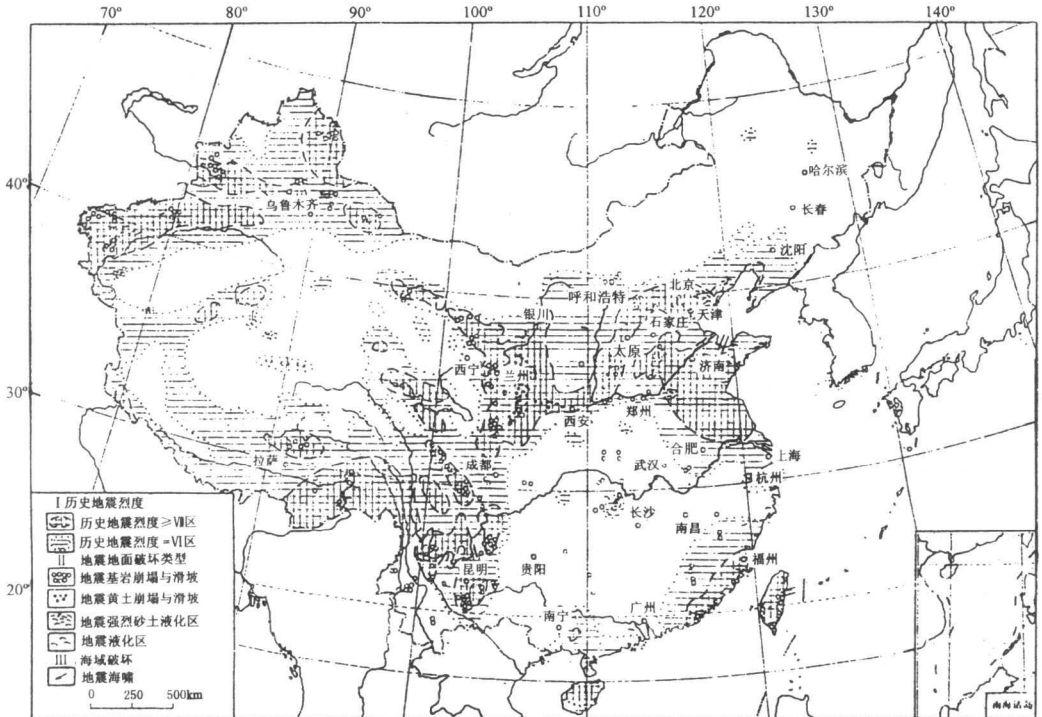 70° 80° 90° 100° 110° 120° 130° 140°
哈尔滨
40°
乌鲁木齐
长春
沈阳
北京
呼和浩特
银川
天津
石家庄
太原
西宁
兰州
济南
30°
郑州
西安
合肥
上海
拉萨
成都
武汉
杭州
长沙
南昌
福州
昆明
贵阳
20°
南宁
广州
I 历史地震烈度
历史地震烈度≥Ⅶ区
历史地震烈度=Ⅵ区
II 地震地面破坏类型
地震基岩崩塌与滑坡
地震黄土崩塌与滑坡
地震强烈砂土液化区
地震液化区
III 海域破坏
地震海啸
0 250 500km
南海诸岛